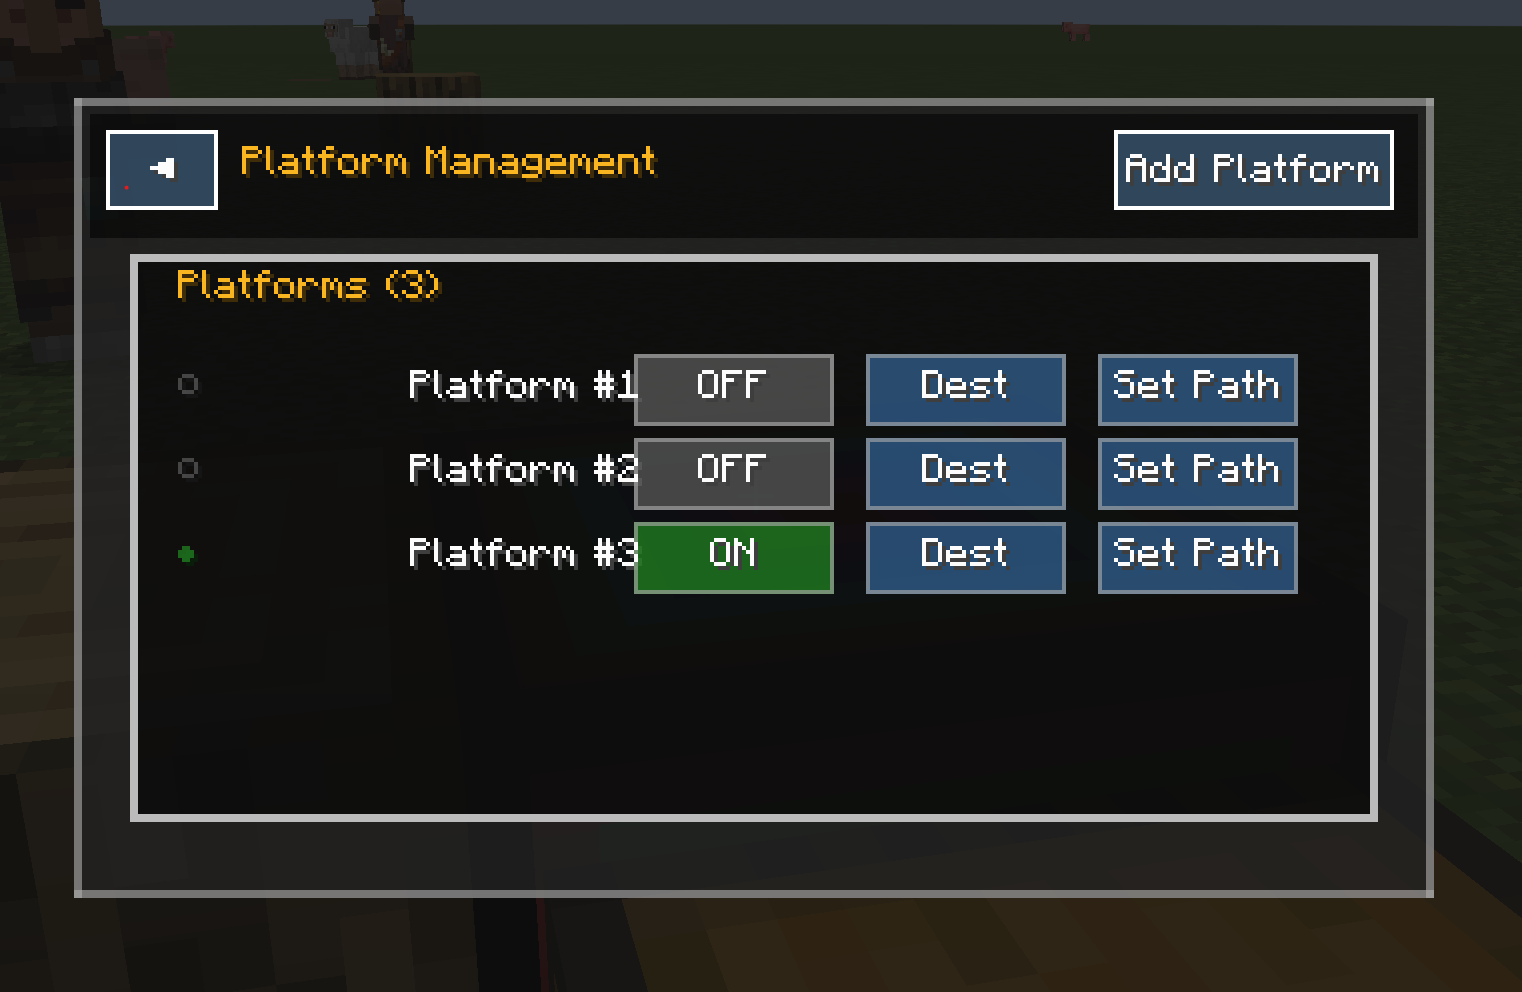 Platform Management
Add Platform
Platforms (3)
Platform #1 OFF Dest Set Path
Platform #2 OFF Dest Set Path
Platform #3 ON Dest Set Path